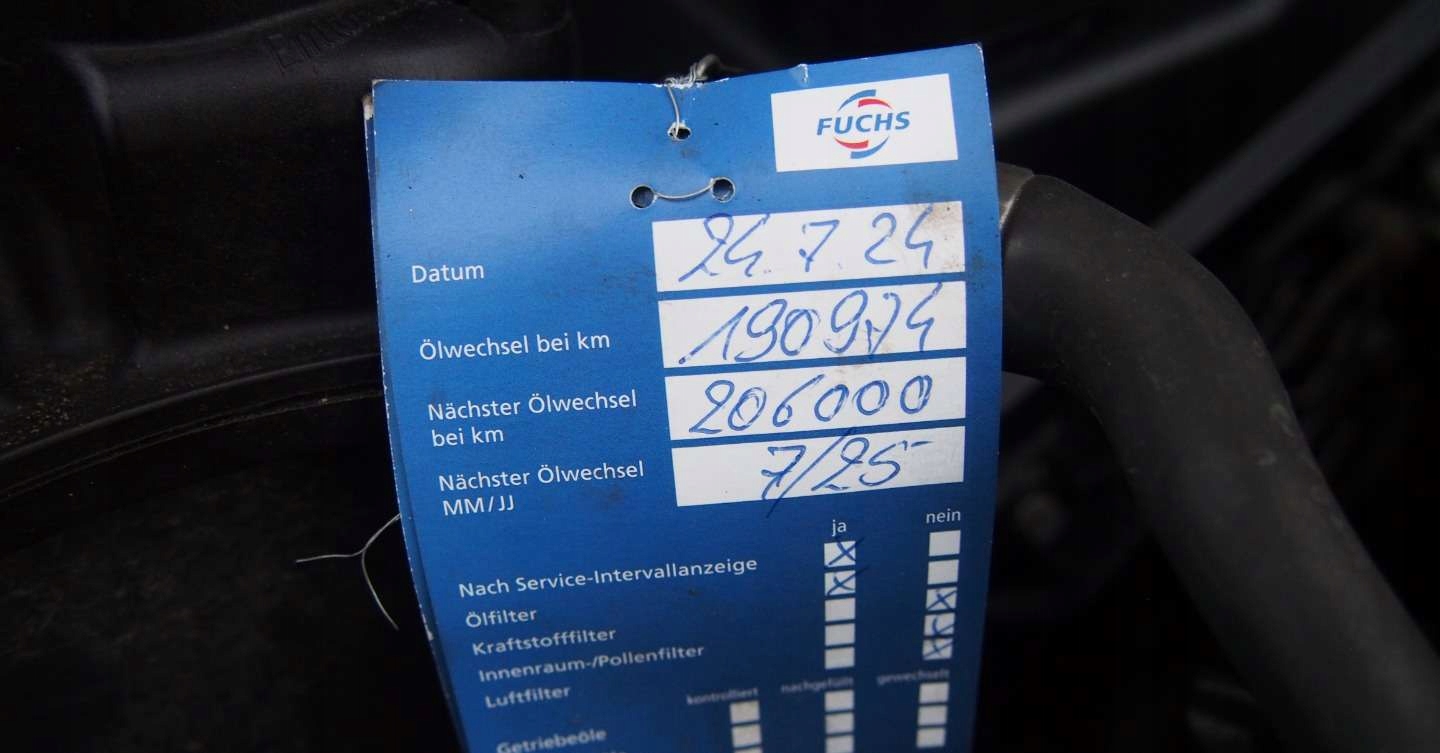 FUCHS
Datum 24.7.24
Ölwechsel bei km 190974
Nächster Ölwechsel bei km 206000
Nächster Ölwechsel MM/JJ 7/25
ja nein
Nach Service-Intervallanzeige
Ölfilter
Kraftstofffilter
Innenraum-/Pollenfilter
Luftfilter
kontrolliert nachgefüllt gewechselt
Getriebeöle